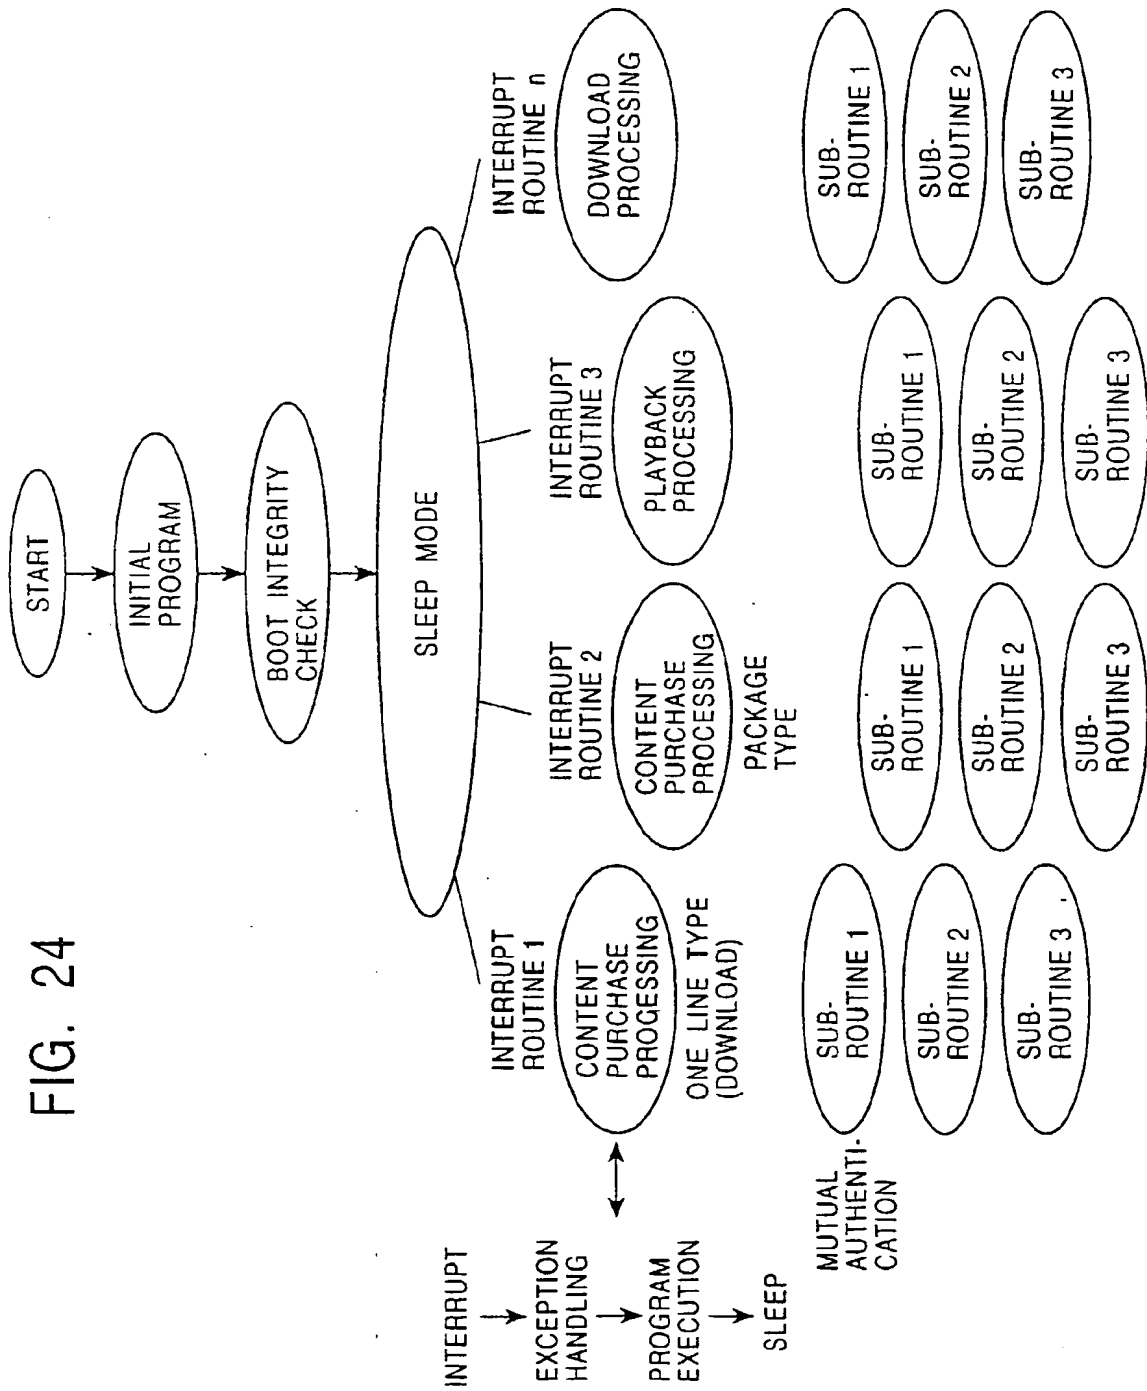 FIG. 24
START
INITIAL
PROGRAM
BOOT INTEGRITY
CHECK
SLEEP MODE
INTERRUPT
EXCEPTION
HANDLING
PROGRAM
EXECUTION
SLEEP
INTERRUPT
ROUTINE 1
CONTENT
PURCHASE
PROGESSING
ONE LINE TYPE
(DOWNLOAD)
INTERRUPT
ROUTINE 2
CONTENT
PURCHASE
PROCESSING
PACKAGE
TYPE
INTERRUPT
ROUTINE 3
PLAYBACK
PROCESSING
INTERRUPT
ROUTINE n
DOWNLOAD
PROCESSING
MUTUAL
AUTHENTI-
CATION
SUB-
ROUTINE 1
SUB-
ROUTINE 2
SUB-
ROUTINE 3
SUB-
ROUTINE 1
SUB-
ROUTINE 2
SUB-
ROUTINE 3
SUB-
ROUTINE 1
SUB-
ROUTINE 2
SUB-
ROUTINE 3
SUB-
ROUTINE 1
SUB-
ROUTINE 2
SUB-
ROUTINE 3